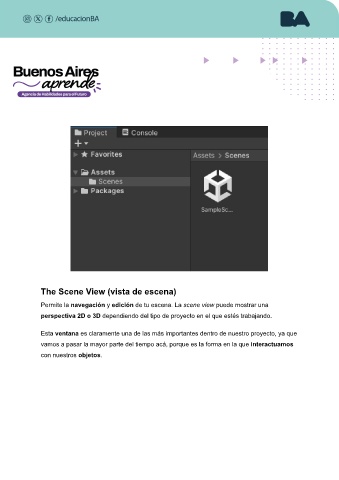 /educacionBA
BA
Buenos Aires
aprende
Agencia de Habilidades para el Futuro
Project
Console
Favorites
Assets > Scenes
Assets
Scenes
Packages
SampleSc...
The Scene View (vista de escena)
Permite la navegación y edición de tu escena. La scene view puede mostrar una
perspectiva 2D o 3D dependiendo del tipo de proyecto en el que estés trabajando.
Esta ventana es claramente una de las más importantes dentro de nuestro proyecto, ya que
vamos a pasar la mayor parte del tiempo acá, porque es la forma en la que interactuamos
con nuestros objetos.